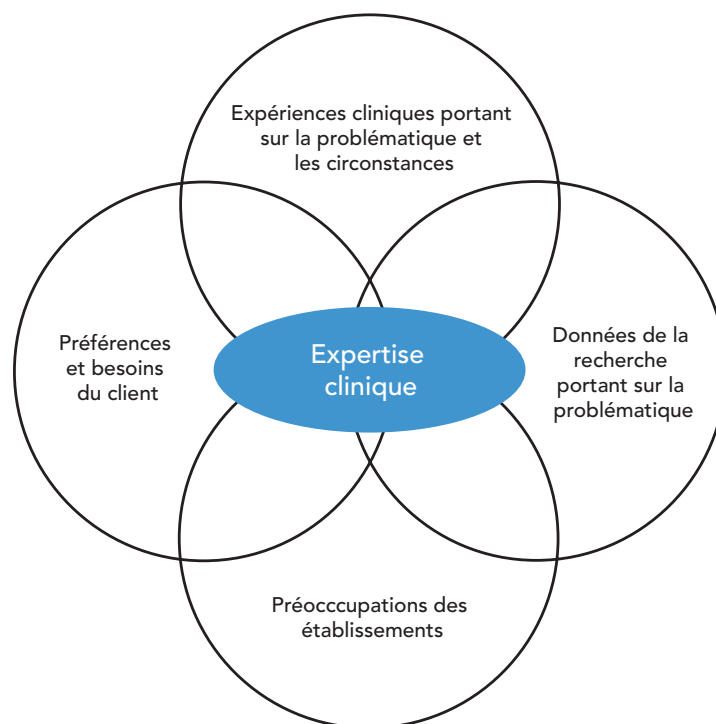 Expériences cliniques portant
sur la problématique et
les circonstances
Préférences
et besoins
du client
Expertise
clinique
Données de la
recherche
portant sur la
problématique
Préocccupations des
établissements